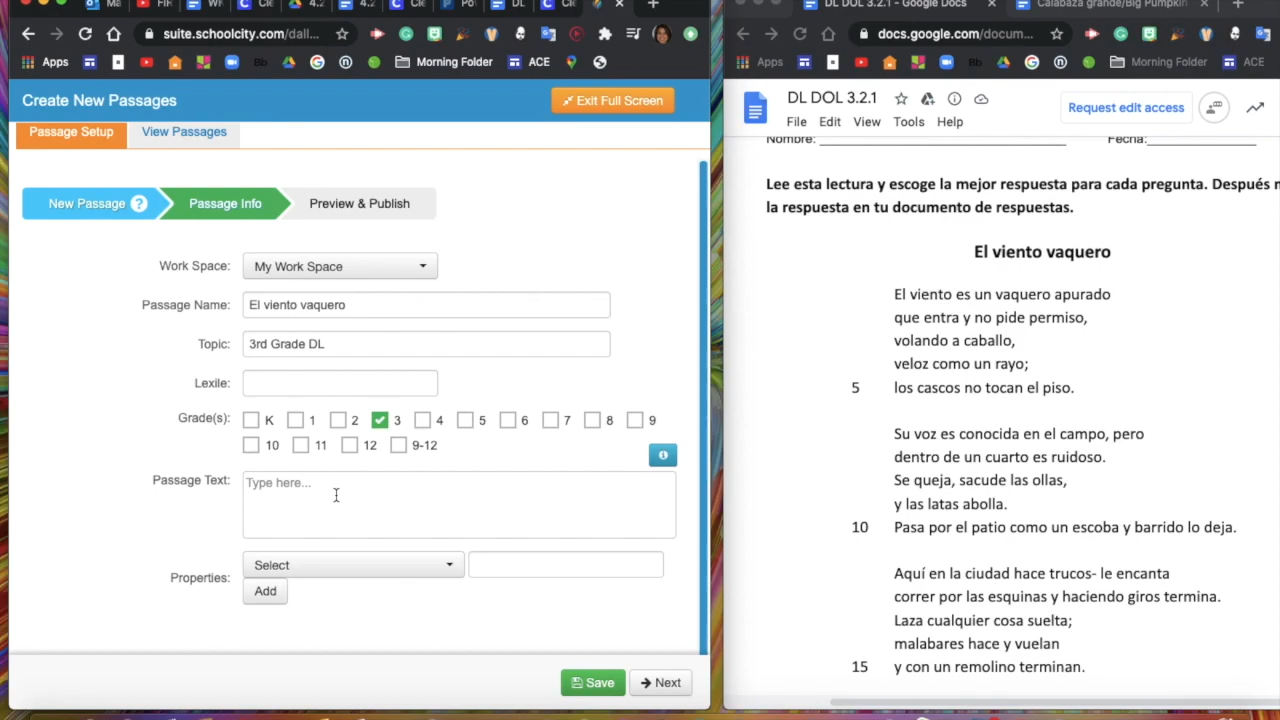 suite.schoolcity.com/dall...
Apps
Bb
Morning Folder
ACE
Create New Passages
Exit Full Screen
Passage Setup
View Passages
New Passage ?
Passage Info
Preview & Publish
Work Space:
My Work Space
Passage Name:
El viento vaquero
Topic:
3rd Grade DL
Lexile:
Grade(s):
K 1 2 3 4 5 6 7 8 9
10 11 12 9-12
Passage Text:
Type here...
Properties:
Select
Add
Save
Next
DL DOL 3.2.1 - Google Docs
Calabaza grande/Big Pumpkin
docs.google.com/docum...
Apps
Bb
Morning Folder
ACE
DL DOL 3.2.1
Request edit access
File Edit View Tools Help
Nombre:
Fecha:
Lee esta lectura y escoge la mejor respuesta para cada pregunta. Después
la respuesta en tu documento de respuestas.
El viento vaquero
El viento es un vaquero apurado
que entra y no pide permiso,
volando a caballo,
veloz como un rayo;
5 los cascos no tocan el piso.
Su voz es conocida en el campo, pero
dentro de un cuarto es ruidoso.
Se queja, sacude las ollas,
y las latas abolla.
10 Pasa por el patio como un escoba y barrido lo deja.
Aquí en la ciudad hace trucos- le encanta
correr por las esquinas y haciendo giros termina.
Laza cualquier cosa suelta;
malabares hace y vuelan
15 y con un remolino terminan.